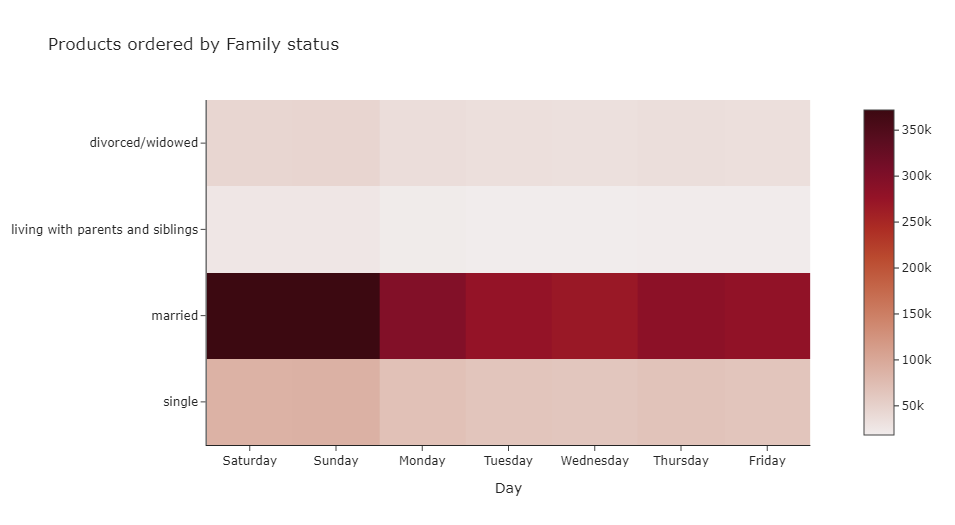 Products ordered by Family status
divorced/widowed
living with parents and siblings
married
single
Saturday Sunday Monday Tuesday Wednesday Thursday Friday
Day
350k
300k
250k
200k
150k
100k
50k